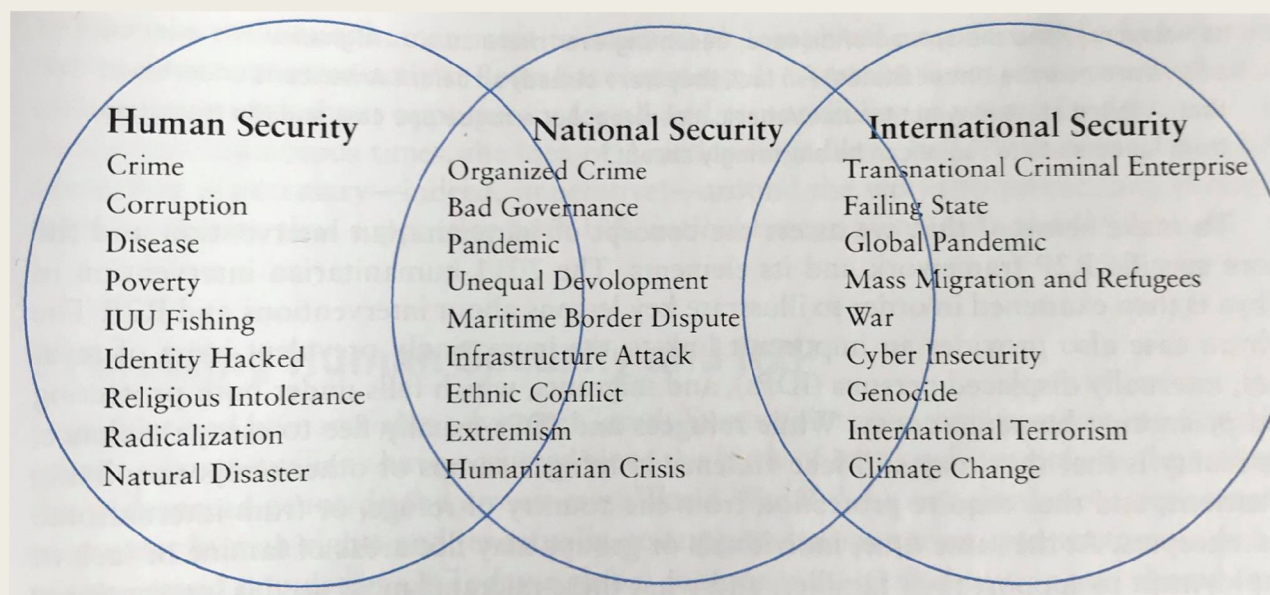 Human Security
Crime
Corruption
Disease
Poverty
IUU Fishing
Identity Hacked
Religious Intolerance
Radicalization
Natural Disaster
National Security
Organized Crime
Bad Governance
Pandemic
Unequal Devolopment
Maritime Border Dispute
Infrastructure Attack
Ethnic Conflict
Extremism
Humanitarian Crisis
International Security
Transnational Criminal Enterprise
Failing State
Global Pandemic
Mass Migration and Refugees
War
Cyber Insecurity
Genocide
International Terrorism
Climate Change